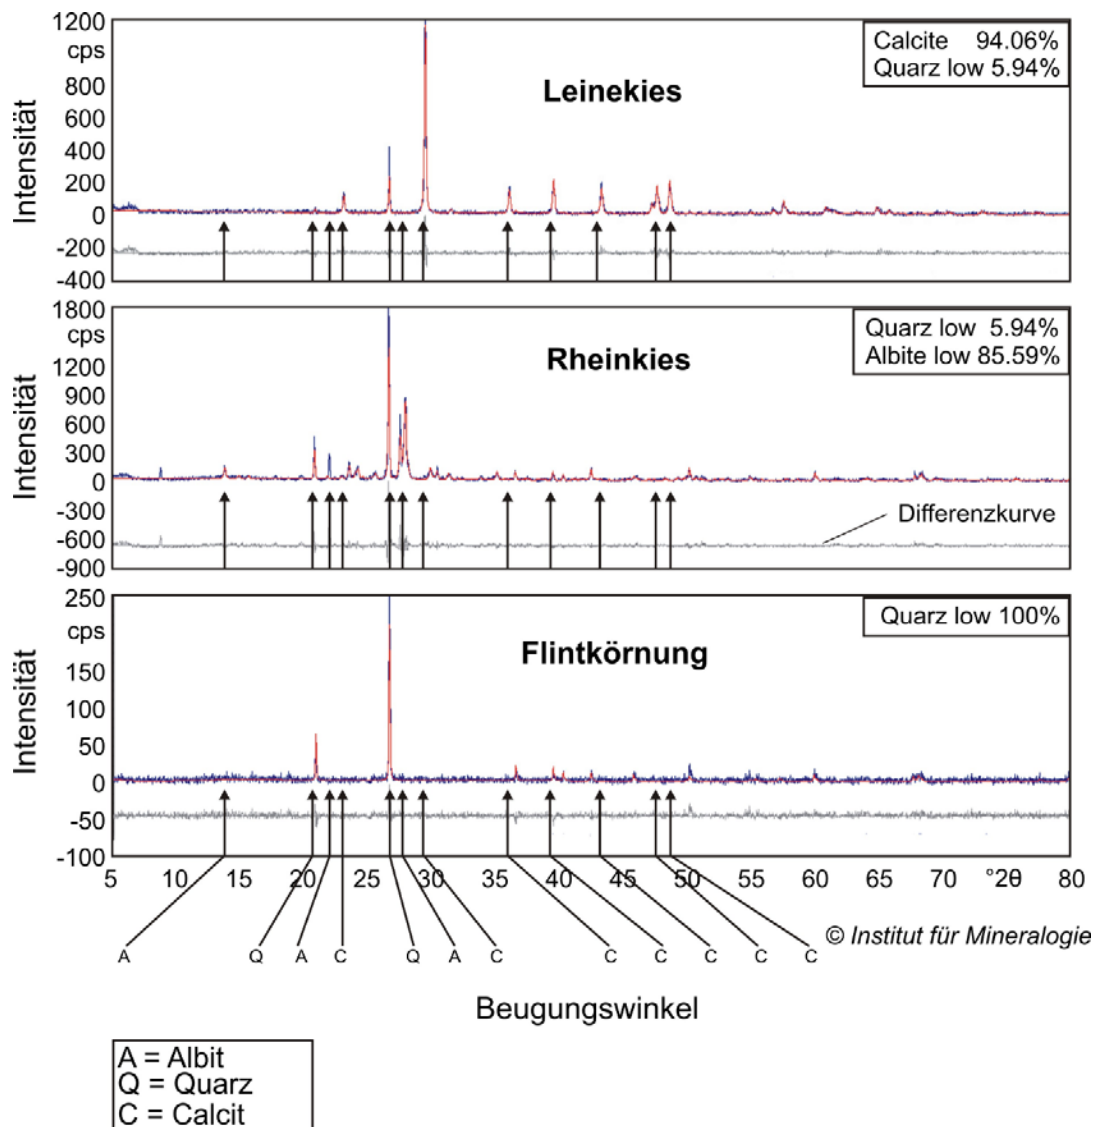 1200
cps
800
600
400
200
0
-200
-400
Intensität
Leinekies
Calcite 94.06%
Quarz low 5.94%
1800
cps
1200
900
600
300
0
-300
-600
-900
Intensität
Rheinkies
Quarz low 5.94%
Albite low 85.59%
Differenzkurve
250
cps
150
100
50
0
-50
-100
Intensität
Flintkörnung
Quarz low 100%
5 10 15 20 25 30 35 40 45 50 55 60 65 70 °2θ 80
A Q A C Q A C C C C C C
© Institut für Mineralogie
Beugungswinkel
A = Albit
Q = Quarz
C = Calcit